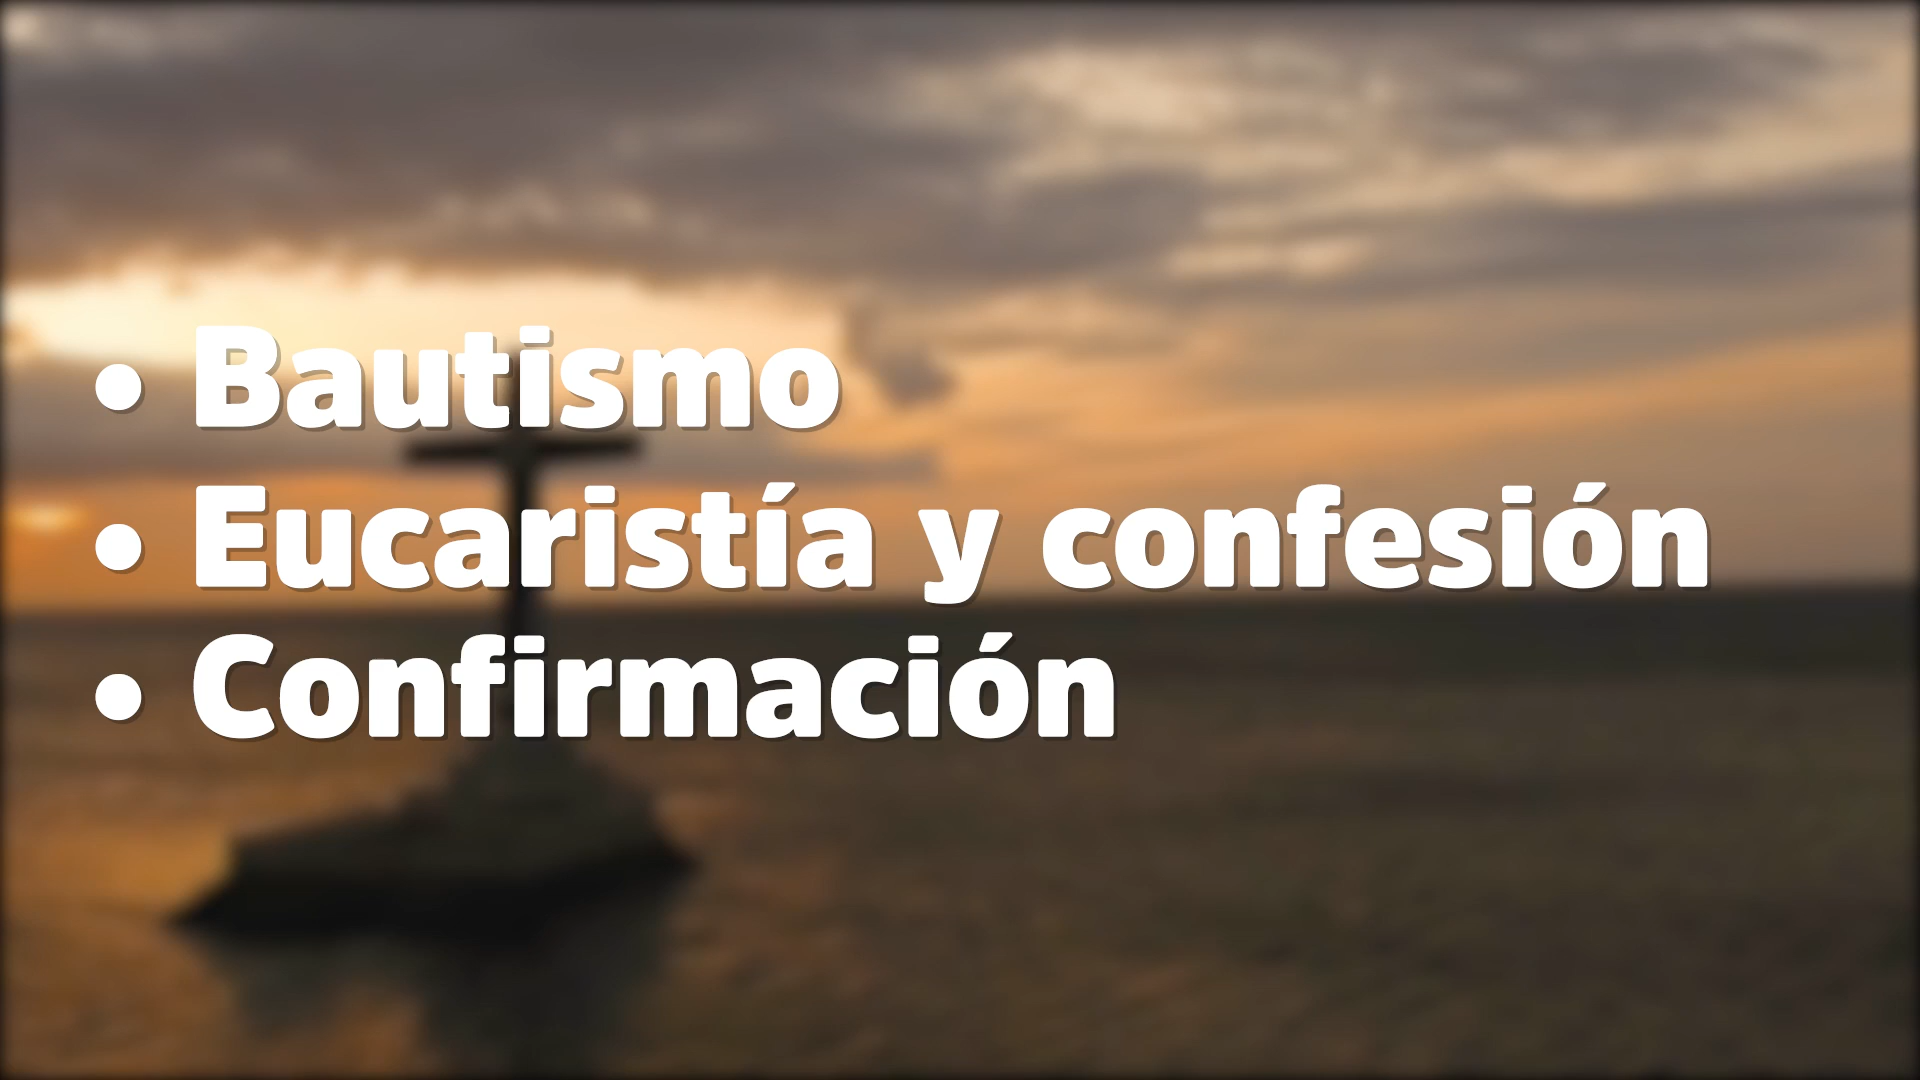 • Bautismo
• Eucaristía y confesión
• Confirmación